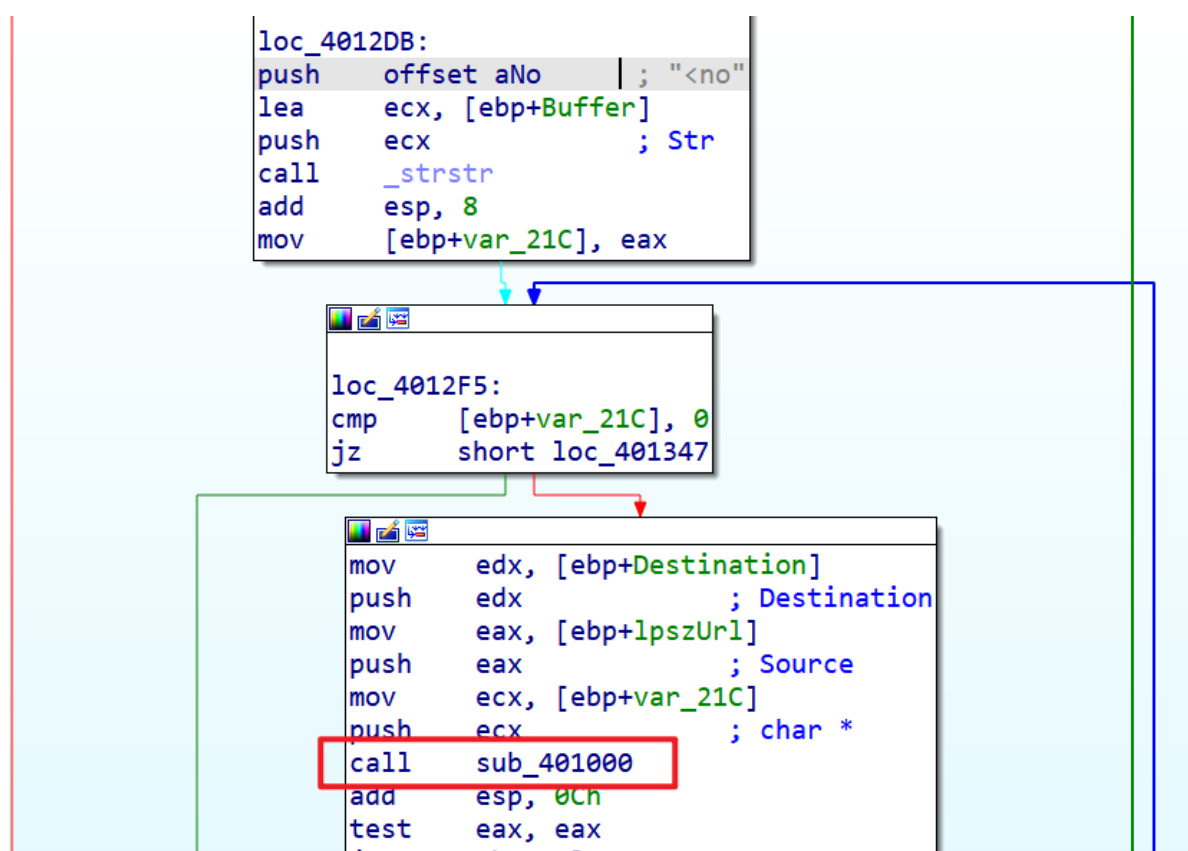 loc_4012DB:
push    offset aNo      ; "<no"
lea     ecx, [ebp+Buffer]
push    ecx             ; Str
call    _strstr
add     esp, 8
mov     [ebp+var_21C], eax
loc_4012F5:
cmp     [ebp+var_21C], 0
jz      short loc_401347
mov     edx, [ebp+Destination]
push    edx             ; Destination
mov     eax, [ebp+lpszUrl]
push    eax             ; Source
mov     ecx, [ebp+var_21C]
push    ecx             ; char *
call    sub_401000
add     esp, 0Ch
test    eax, eax